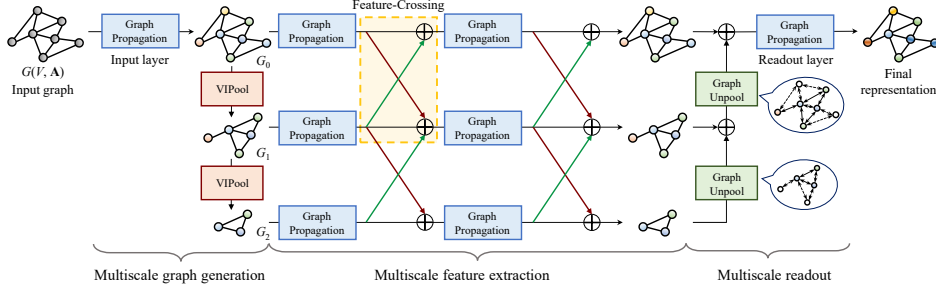 Feature-Crossing
Graph
Propagation
Input layer
G(V, A)
Input graph
G0
Graph
Propagation
Graph
Propagation
Graph
Propagation
Readout layer
Final
representation
VIPool
Graph
Unpool
G1
Graph
Propagation
Graph
Propagation
VIPool
Graph
Unpool
G2
Graph
Propagation
Graph
Propagation
Multiscale graph generation
Multiscale feature extraction
Multiscale readout